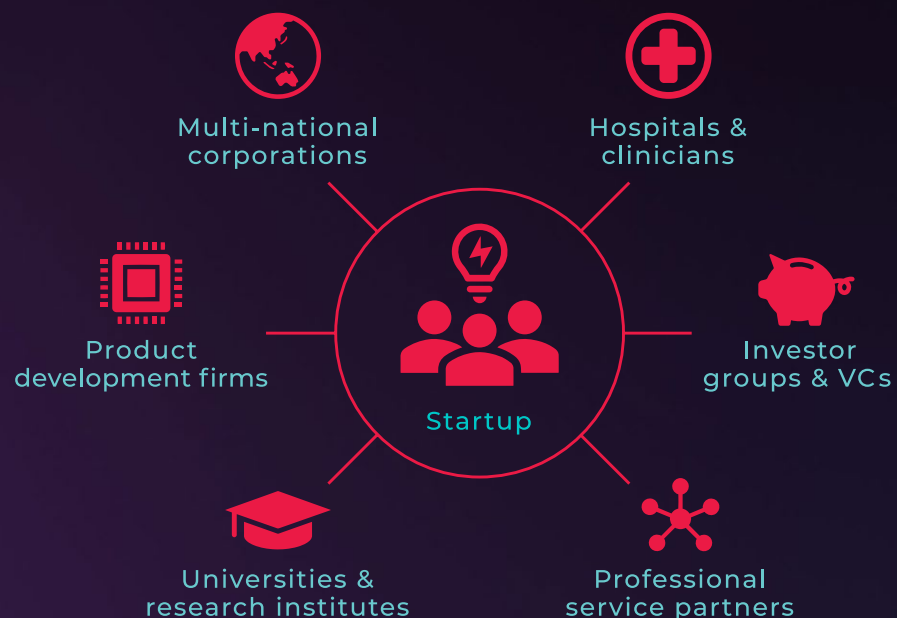 Multi-national
corporations
Hospitals &
clinicians
Product
development firms
Investor
groups & VCs
Startup
Universities &
research institutes
Professional
service partners